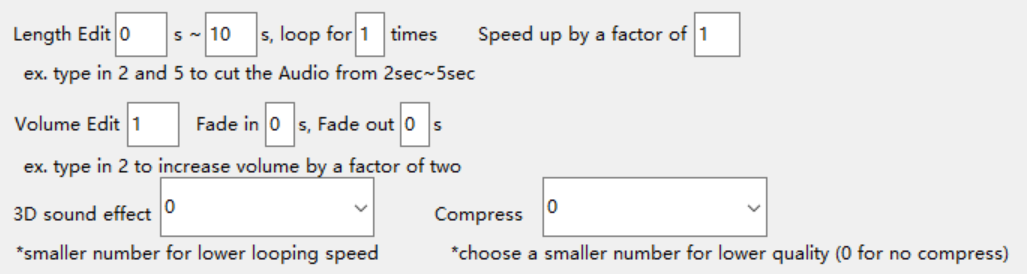 Length Edit 0 s ~ 10 s, loop for 1 times Speed up by a factor of 1
ex. type in 2 and 5 to cut the Audio from 2sec~5sec
Volume Edit 1 Fade in 0 s, Fade out 0 s
ex. type in 2 to increase volume by a factor of two
3D sound effect 0 Compress 0
*smaller number for lower looping speed *choose a smaller number for lower quality (0 for no compress)